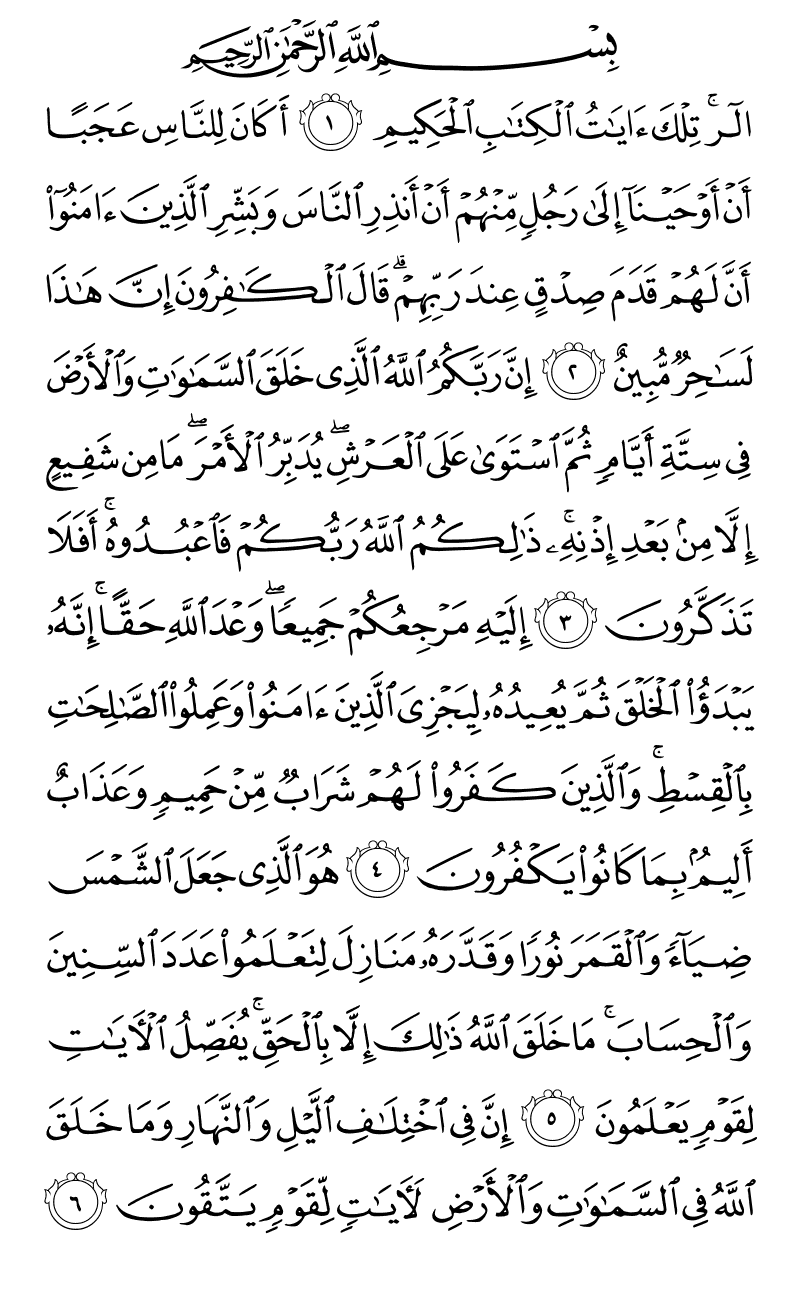 بِسْمِ ٱللَّهِ ٱلرَّحْمَٰنِ ٱلرَّحِيمِ
الٓر ۚ تِلْكَ ءَايَٰتُ ٱلْكِتَٰبِ ٱلْحَكِيمِ ١ أَكَانَ لِلنَّاسِ عَجَبًا
أَنْ أَوْحَيْنَآ إِلَىٰ رَجُلٍ مِّنْهُمْ أَنْ أَنذِرِ ٱلنَّاسَ وَبَشِّرِ ٱلَّذِينَ ءَامَنُوٓا۟
أَنَّ لَهُمْ قَدَمَ صِدْقٍ عِندَ رَبِّهِمْ ۗ قَالَ ٱلْكَٰفِرُونَ إِنَّ هَٰذَا
لَسَٰحِرٌ مُّبِينٌ ٢ إِنَّ رَبَّكُمُ ٱللَّهُ ٱلَّذِى خَلَقَ ٱلسَّمَٰوَٰتِ وَٱلْأَرْضَ
فِى سِتَّةِ أَيَّامٍ ثُمَّ ٱسْتَوَىٰ عَلَى ٱلْعَرْشِ ۖ يُدَبِّرُ ٱلْأَمْرَ ۖ مَا مِن شَفِيعٍ
إِلَّا مِنۢ بَعْدِ إِذْنِهِۦ ۚ ذَٰلِكُمُ ٱللَّهُ رَبُّكُمْ فَٱعْبُدُوهُ ۚ أَفَلَا
تَذَكَّرُونَ ٣ إِلَيْهِ مَرْجِعُكُمْ جَمِيعًا ۖ وَعْدَ ٱللَّهِ حَقًّا ۚ إِنَّهُۥ
يَبْدَؤُا۟ ٱلْخَلْقَ ثُمَّ يُعِيدُهُۥ لِيَجْزِىَ ٱلَّذِينَ ءَامَنُوا۟ وَعَمِلُوا۟ ٱلصَّٰلِحَٰتِ
بِٱلْقِسْطِ ۚ وَٱلَّذِينَ كَفَرُوا۟ لَهُمْ شَرَابٌ مِّنْ حَمِيمٍ وَعَذَابٌ
أَلِيمٌۢ بِمَا كَانُوا۟ يَكْفُرُونَ ٤ هُوَ ٱلَّذِى جَعَلَ ٱلشَّمْسَ
ضِيَآءً وَٱلْقَمَرَ نُورًا وَقَدَّرَهُۥ مَنَازِلَ لِتَعْلَمُوا۟ عَدَدَ ٱلسِّنِينَ
وَٱلْحِسَابَ ۚ مَا خَلَقَ ٱللَّهُ ذَٰلِكَ إِلَّا بِٱلْحَقِّ ۚ يُفَصِّلُ ٱلْءَايَٰتِ
لِقَوْمٍ يَعْلَمُونَ ٥ إِنَّ فِى ٱخْتِلَٰفِ ٱلَّيْلِ وَٱلنَّهَارِ وَمَا خَلَقَ
ٱللَّهُ فِى ٱلسَّمَٰوَٰتِ وَٱلْأَرْضِ لَءَايَٰتٍ لِّقَوْمٍ يَتَّقُونَ ٦